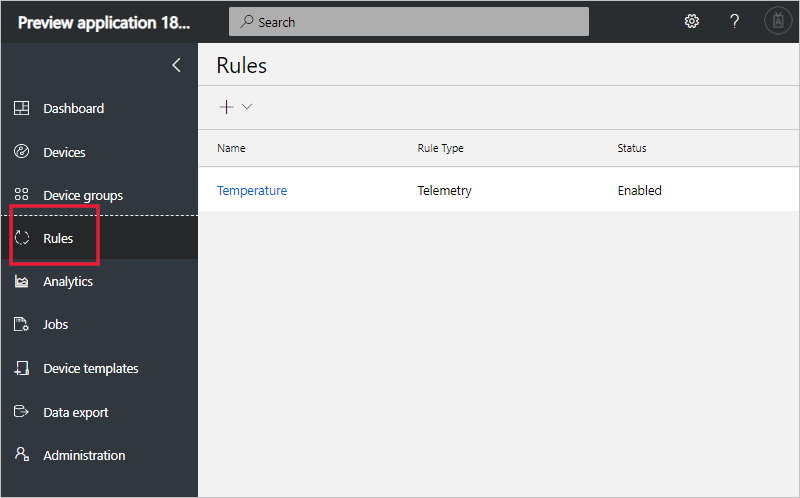 Preview application 18...
Search
?
Rules
Dashboard
Devices
Device groups
Rules
Analytics
Jobs
Device templates
Data export
Administration
Name Rule Type Status
Temperature Telemetry Enabled